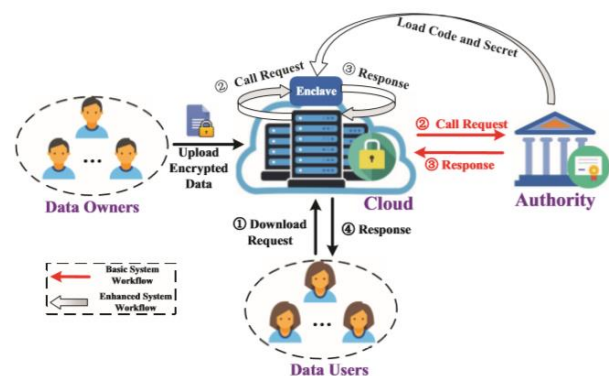 Load Code and Secret
② Call Request
③ Response
Enclave
Upload
Encrypted
Data
② Call Request
③ Response
Data Owners
Cloud
Authority
① Download
Request
④ Response
Basic System
Workflow
Enhanced System
Workflow
Data Users